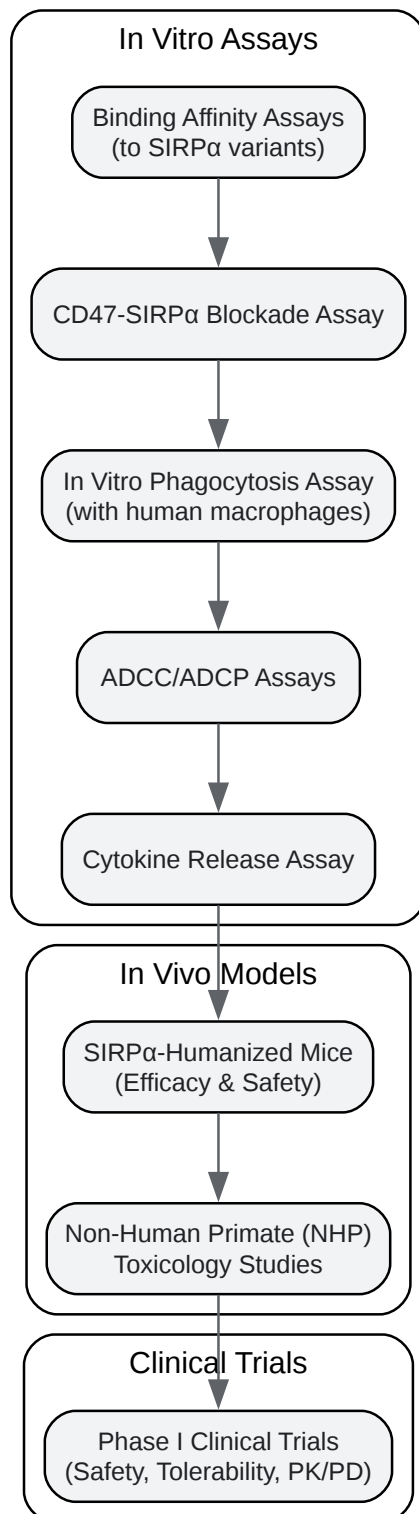 In Vitro Assays
Binding Affinity Assays
(to SIRPα variants)
CD47-SIRPα Blockade Assay
In Vitro Phagocytosis Assay
(with human macrophages)
ADCC/ADCP Assays
Cytokine Release Assay
In Vivo Models
SIRPα-Humanized Mice
(Efficacy & Safety)
Non-Human Primate (NHP)
Toxicology Studies
Clinical Trials
Phase I Clinical Trials
(Safety, Tolerability, PK/PD)